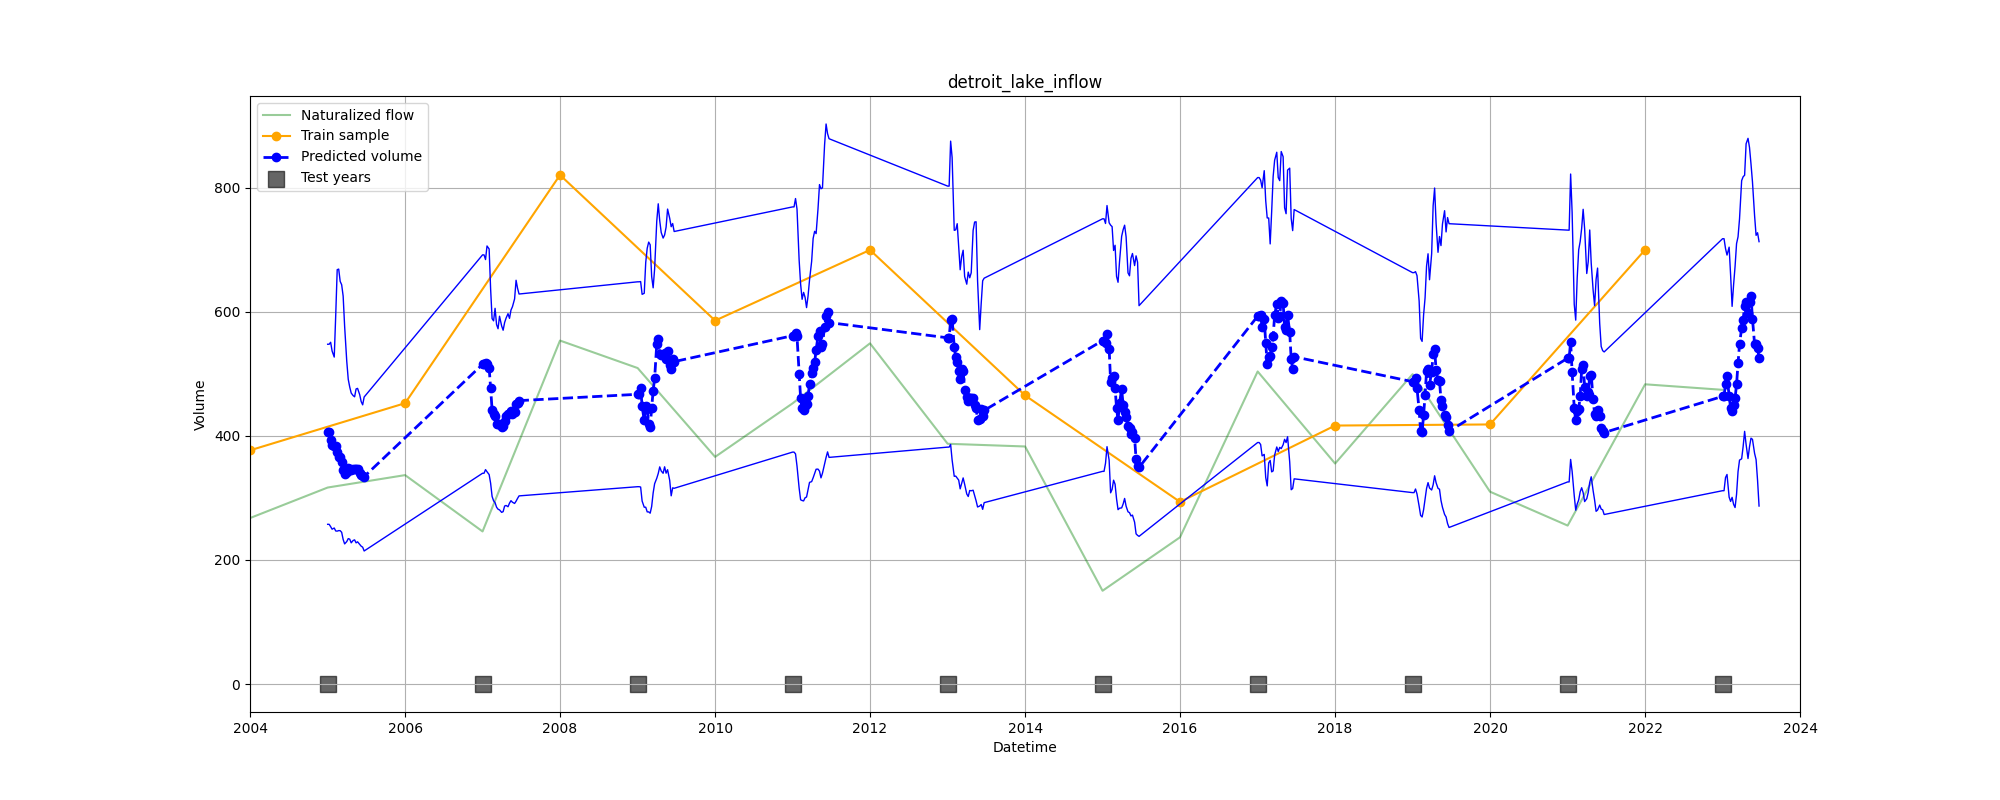 detroit_lake_inflow
Naturalized flow
Train sample
Predicted volume
Test years
Volume
800
600
400
200
0
2004 2006 2008 2010 2012 2014 2016 2018 2020 2022 2024
Datetime